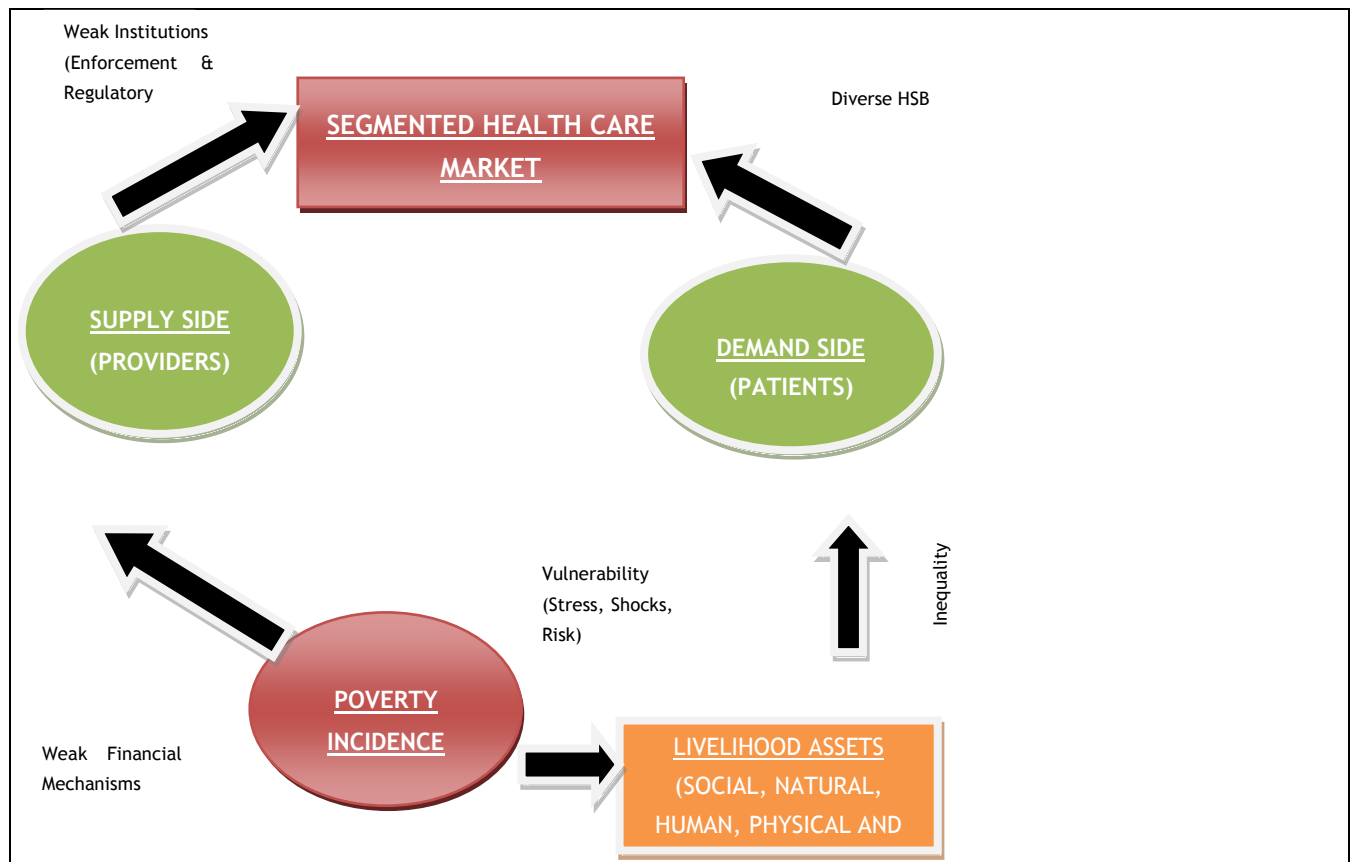 Weak Institutions
(Enforcement &
Regulatory
SEGMENTED HEALTH CARE
MARKET
Diverse HSB
SUPPLY SIDE
(PROVIDERS)
DEMAND SIDE
(PATIENTS)
Vulnerability
(Stress, Shocks,
Risk)
Inequality
POVERTY
INCIDENCE
Weak Financial
Mechanisms
LIVELIHOOD ASSETS
(SOCIAL, NATURAL,
HUMAN, PHYSICAL AND